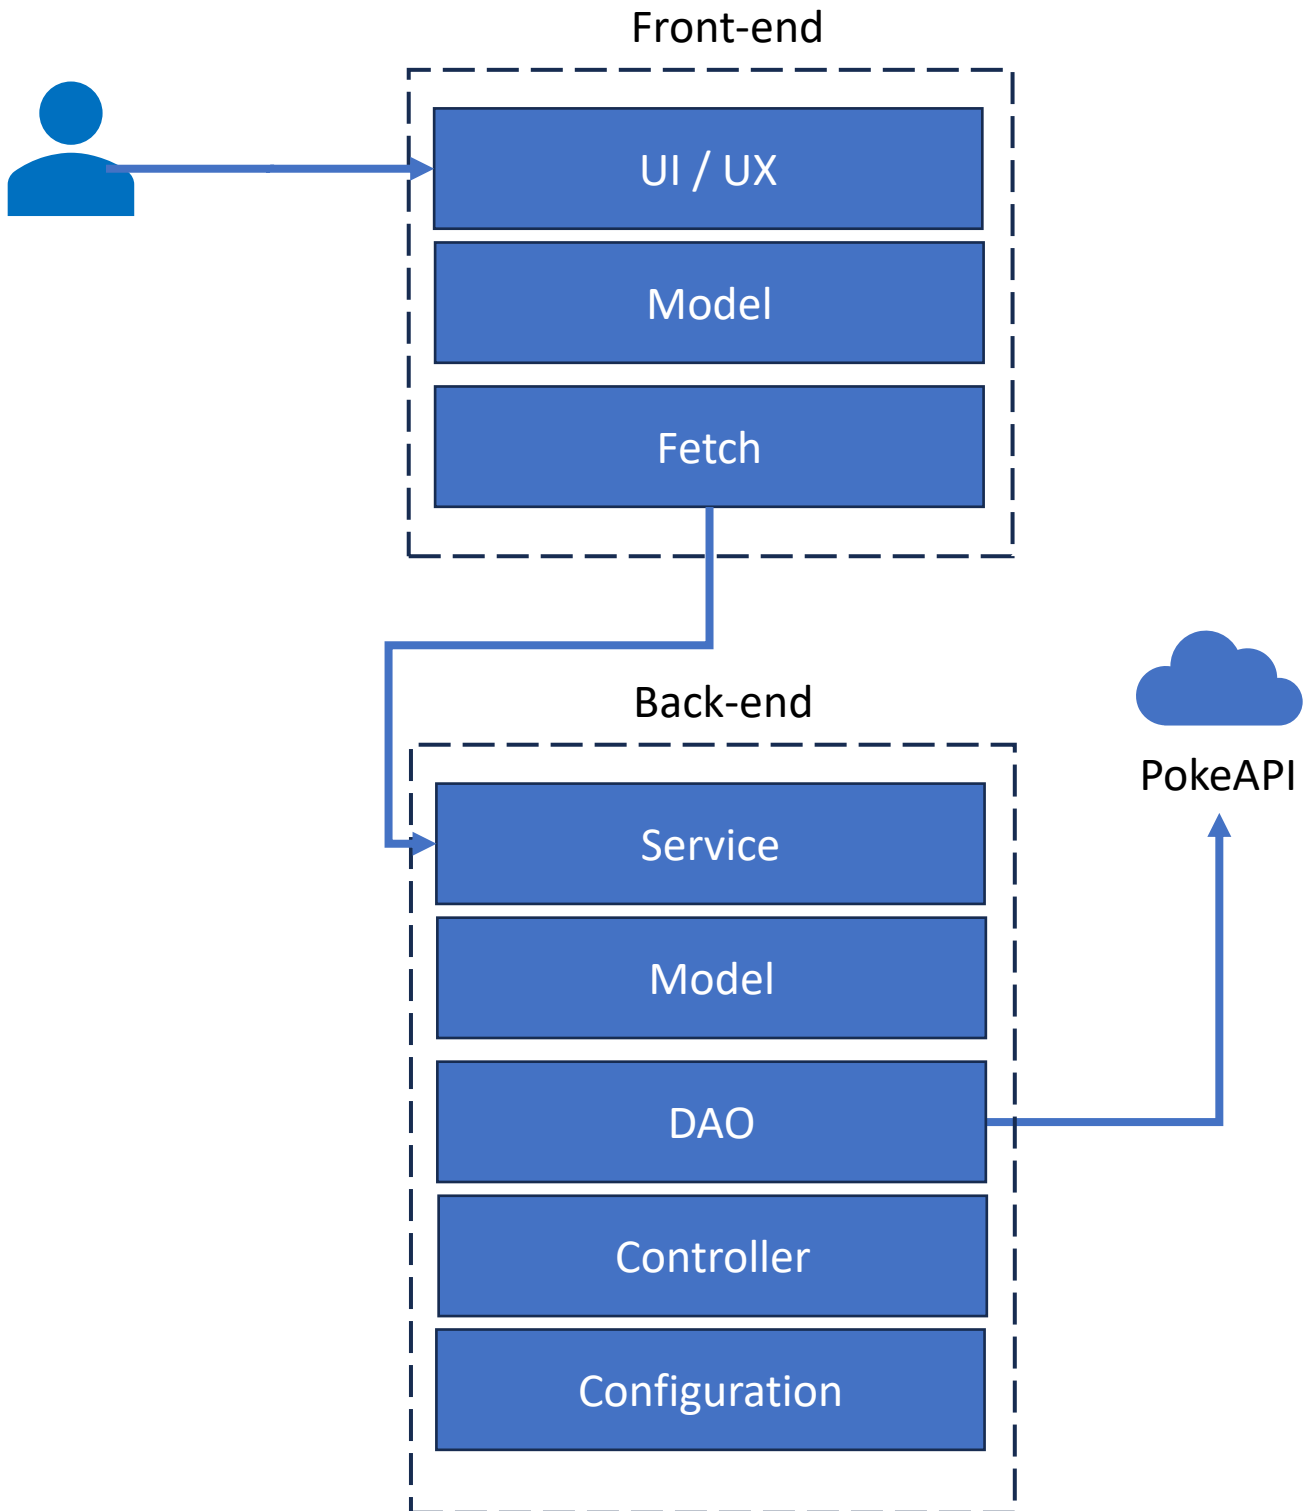 Front-end
UI / UX
Model
Fetch
Back-end
PokeAPI
Service
Model
DAO
Controller
Configuration